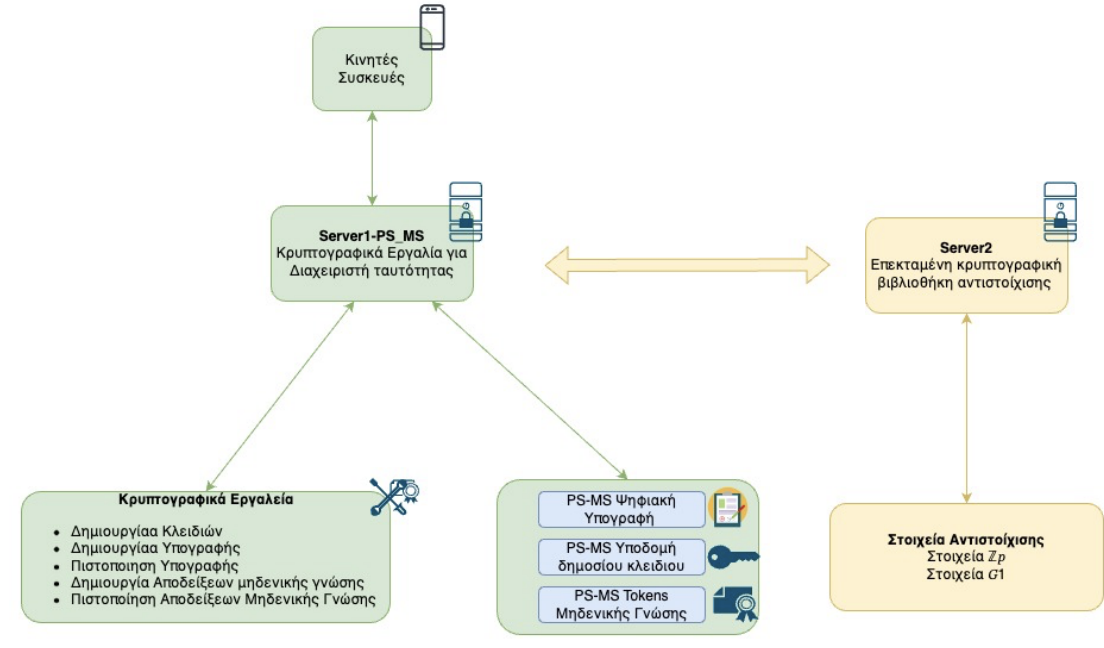 Κινητές
Συσκευές
Server1-PS_MS
Κρυπτογραφικά Εργαλία για
Διαχειριστή ταυτότητας
Server2
Επεκταμένη κρυπτογραφική
βιβλιοθήκη αντιστοίχισης
Κρυπτογραφικά Εργαλεία
• Δημιουργίαα Κλειδιών
• Δημιουργίαα Υπογραφής
• Πιστοποιηση Υπογραφής
• Δημιουργία Αποδείξεων μηδενικής γνώσης
• Πιστοποίηση Αποδείξεων Μηδενικής Γνώσης
PS-MS Ψηφιακή
Υπογραφή
PS-MS Υποδομή
δημοσίου κλειδιου
PS-MS Tokens
Μηδενικής Γνώσης
Στοιχεία Αντιστοίχισης
Στοιχεία ℤp
Στοιχεία G1